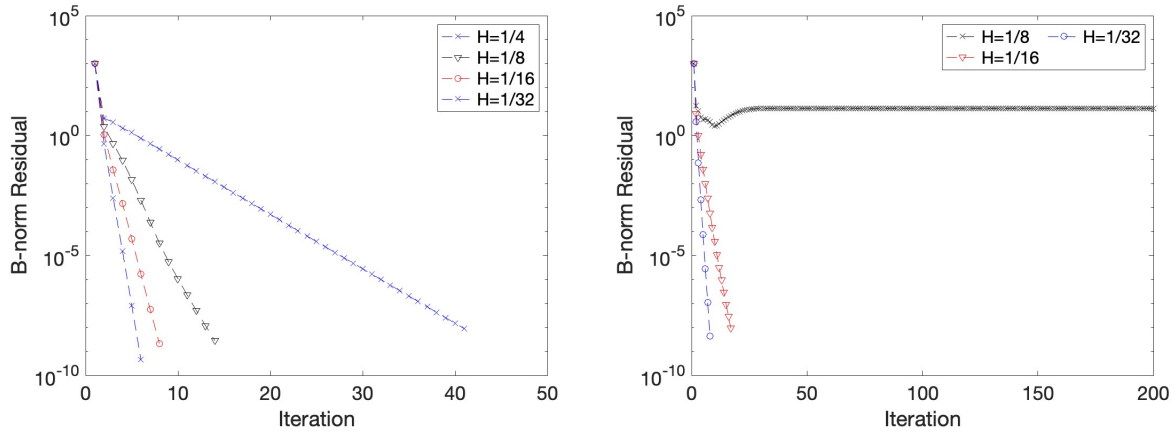 10^5
10^0
10^-5
10^-10
B-norm Residual
0 10 20 30 40 50
Iteration
H=1/4
H=1/8
H=1/16
H=1/32
10^5
10^0
10^-5
10^-10
B-norm Residual
0 50 100 150 200
Iteration
H=1/8 H=1/32
H=1/16